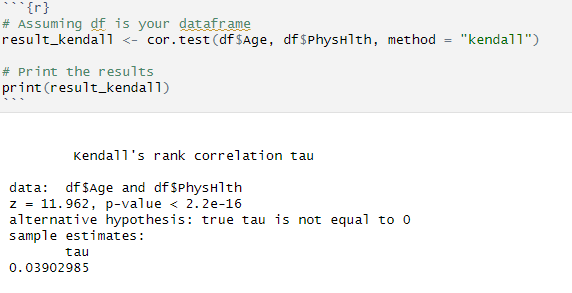 ```{r}
# Assuming df is your dataframe
result_kendall <- cor.test(df$Age, df$PhysHlth, method = "kendall")
# Print the results
print(result_kendall)
```
Kendall's rank correlation tau
data:  df$Age and df$PhysHlth
z = 11.962, p-value < 2.2e-16
alternative hypothesis: true tau is not equal to 0
sample estimates:
tau
0.03902985